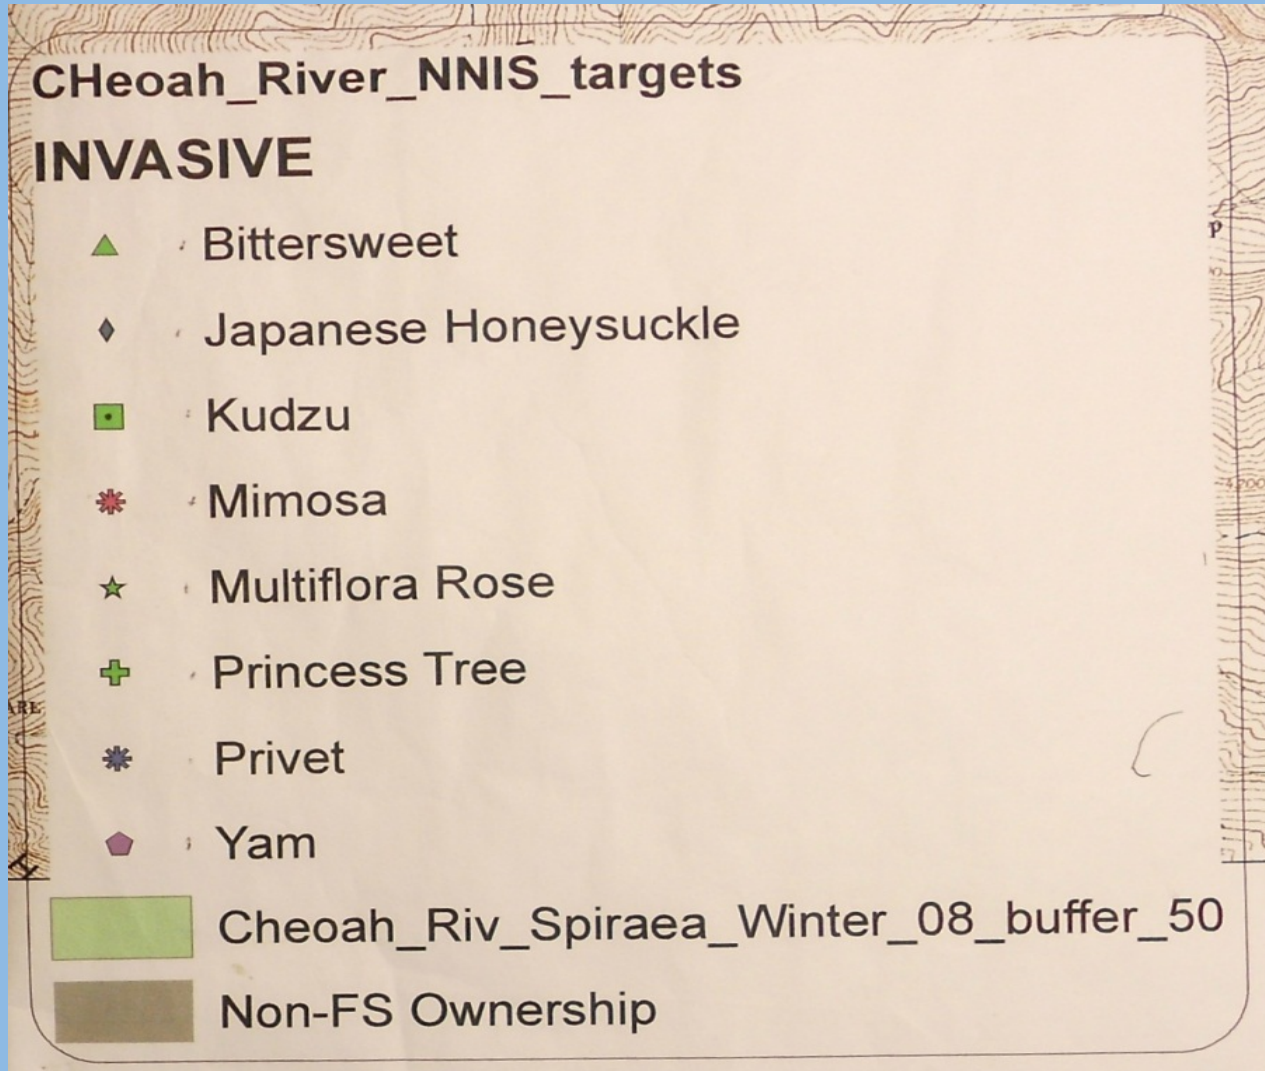 CHeoah_River_NNIS_targets
INVASIVE
Bittersweet
P
Japanese Honeysuckle
Kudzu
Mimosa
Multiflora Rose
Princess Tree
Privet
Yam
Cheoah_Riv_Spiraea_Winter_08_buffer_50
Non-FS Ownership